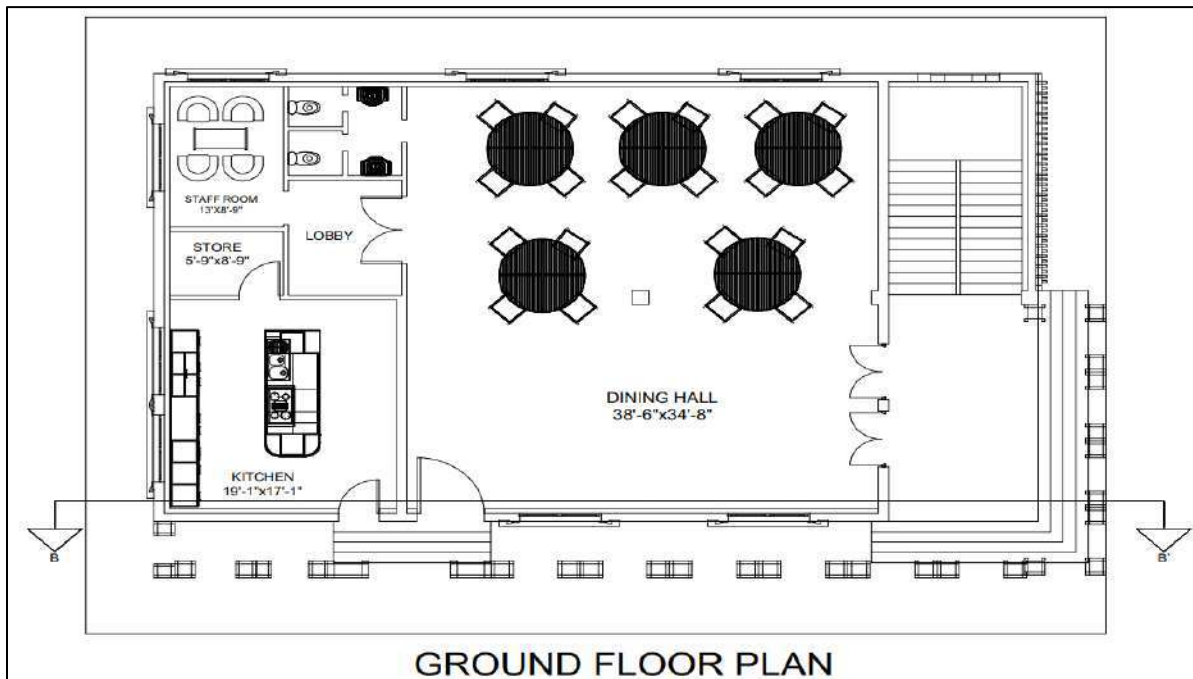 STAFF ROOM
13'X8'-9"
STORE
5'-9"x8'-9"
LOBBY
DINING HALL
38'-6"x34'-8"
KITCHEN
19'-1"x17'-1"
B
B'
GROUND FLOOR PLAN